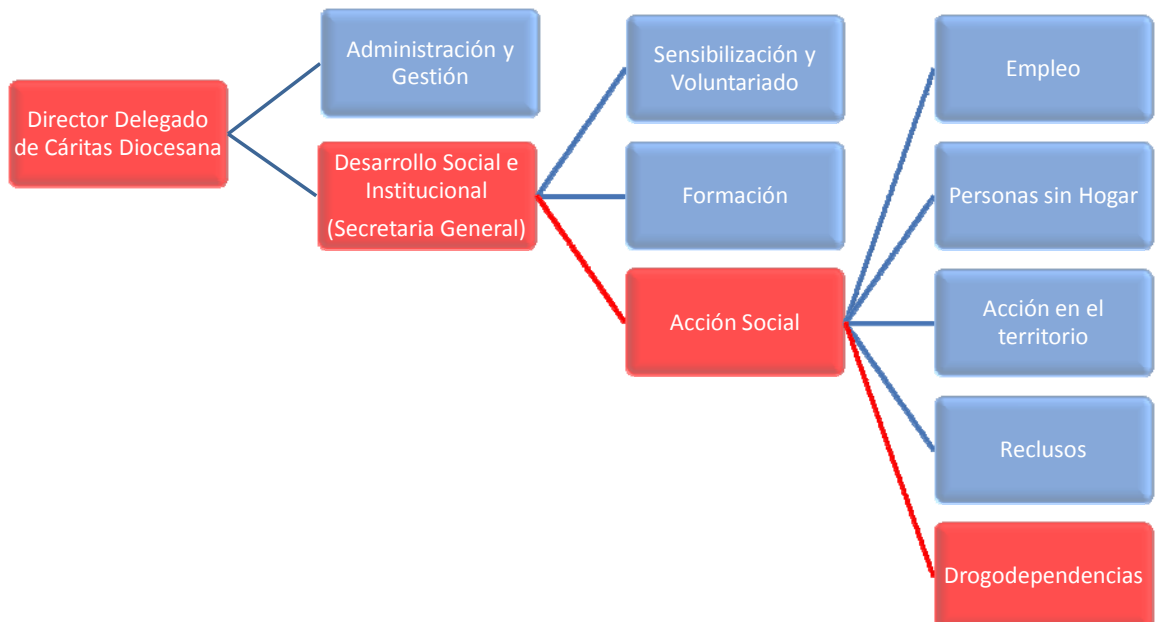 Director Delegado
de Cáritas Diocesana
Administración y
Gestión
Desarrollo Social e
Institucional
(Secretaria General)
Sensibilización y
Voluntariado
Formación
Acción Social
Empleo
Personas sin Hogar
Acción en el
territorio
Reclusos
Drogodependencias